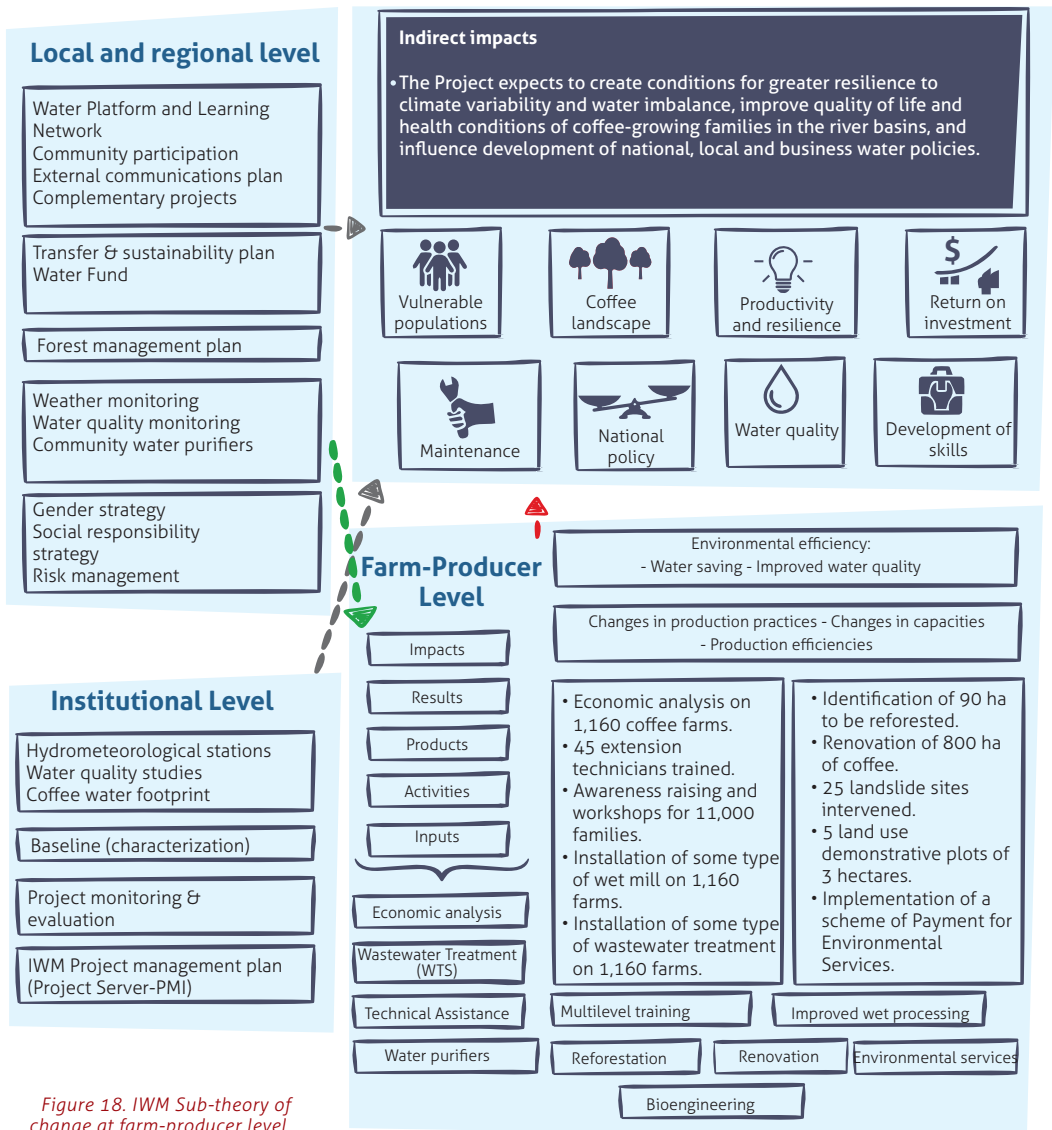 Local and regional level
Water Platform and Learning
Network
Community participation
External communications plan
Complementary projects
Transfer & sustainability plan
Water Fund
Forest management plan
Weather monitoring
Water quality monitoring
Community water purifiers
Gender strategy
Social responsibility
strategy
Risk management
Indirect impacts
• The Project expects to create conditions for greater resilience to
climate variability and water imbalance, improve quality of life and
health conditions of coffee-growing families in the river basins, and
influence development of national, local and business water policies.
Vulnerable
populations
Coffee
landscape
Productivity
and resilience
$
Return on
investment
Maintenance
National
policy
Water quality
Development of
skills
Institutional Level
Hydrometeorological stations
Water quality studies
Coffee water footprint
Baseline (characterization)
Project monitoring &
evaluation
IWM Project management plan
(Project Server-PMI)
Farm-Producer
Level
Impacts
Results
Products
Activities
Inputs
Environmental efficiency:
- Water saving - Improved water quality
Changes in production practices - Changes in capacities
- Production efficiencies
• Economic analysis on
1,160 coffee farms.
• 45 extension
technicians trained.
• Awareness raising and
workshops for 11,000
families.
• Installation of some type
of wet mill on 1,160
farms.
• Installation of some type
of wastewater treatment
on 1,160 farms.
• Identification of 90 ha
to be reforested.
• Renovation of 800 ha
of coffee.
• 25 landslide sites
intervened.
• 5 land use
demonstrative plots of
3 hectares.
• Implementation of a
scheme of Payment for
Environmental
Services.
Economic analysis
Wastewater Treatment
(WTS)
Technical Assistance
Multilevel training
Improved wet processing
Water purifiers
Reforestation
Renovation
Environmental services
Bioengineering
Figure 18. IWM Sub-theory of
change at farm-producer level